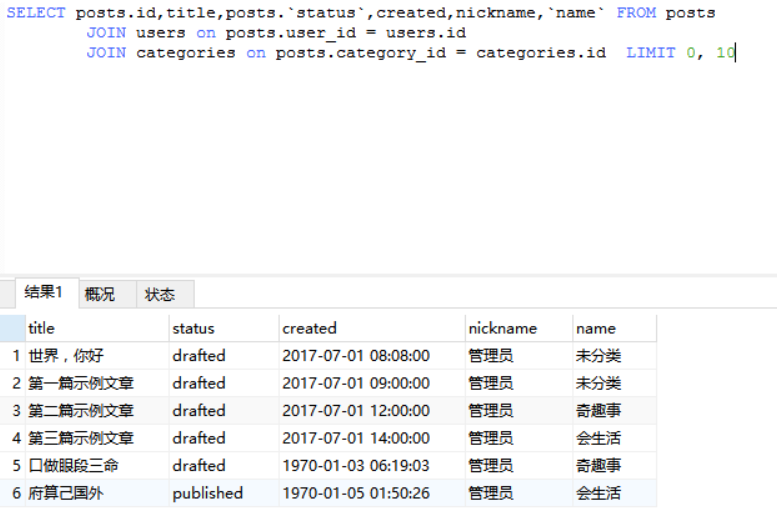 SELECT posts.id,title,posts.`status`,created,nickname,`name` FROM posts
JOIN users on posts.user_id = users.id
JOIN categories on posts.category_id = categories.id  LIMIT 0, 10
结果1 概况 状态
title status created nickname name
1 世界，你好 drafted 2017-07-01 08:08:00 管理员 未分类
2 第一篇示例文章 drafted 2017-07-01 09:00:00 管理员 未分类
3 第二篇示例文章 drafted 2017-07-01 12:00:00 管理员 奇趣事
4 第三篇示例文章 drafted 2017-07-01 14:00:00 管理员 会生活
5 口做眼段三命 drafted 1970-01-03 06:19:03 管理员 奇趣事
6 府算己国外 published 1970-01-05 01:50:26 管理员 会生活